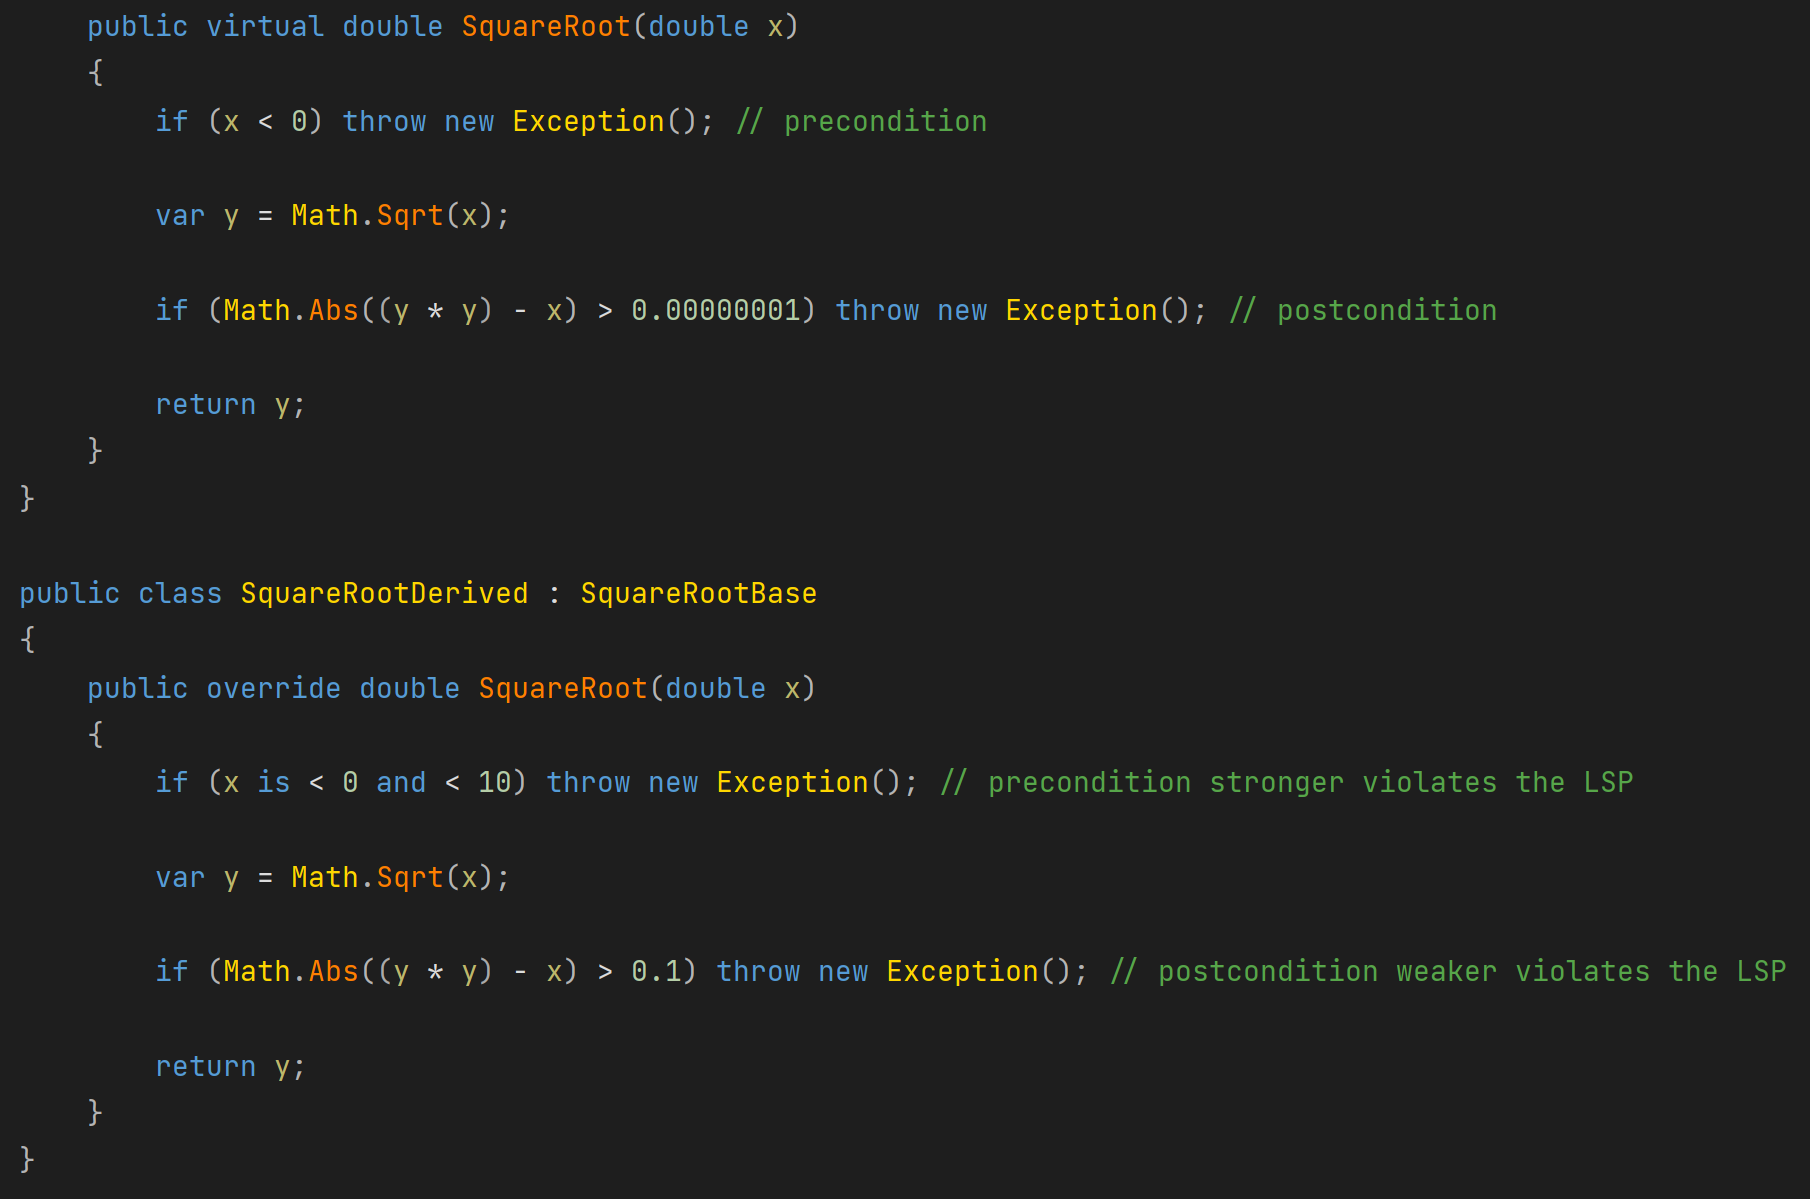 public virtual double SquareRoot(double x)
{
if (x < 0) throw new Exception(); // precondition
var y = Math.Sqrt(x);
if (Math.Abs((y * y) - x) > 0.00000001) throw new Exception(); // postcondition
return y;
}
}
public class SquareRootDerived : SquareRootBase
{
public override double SquareRoot(double x)
{
if (x is < 0 and < 10) throw new Exception(); // precondition stronger violates the LSP
var y = Math.Sqrt(x);
if (Math.Abs((y * y) - x) > 0.1) throw new Exception(); // postcondition weaker violates the LSP
return y;
}
}